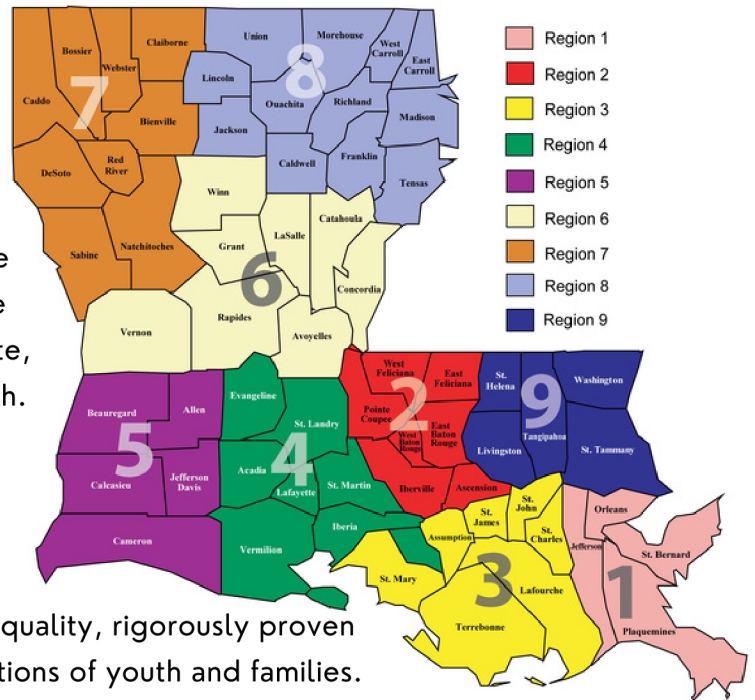 Bossier
Claiborne
Webster
Caddo
7
Bienville
DeSoto
Red
River
Sabine
Natchitoches
Union
Morehouse
West
Carroll
East
Carroll
8
Lincoln
Ouachita
Richland
Madison
Jackson
Caldwell
Franklin
Tensas
Winn
Grant
LaSalle
Catahoula
6
Concordia
Rapides
Vernon
Avoyelles
Region 1
Region 2
Region 3
Region 4
Region 5
Region 6
Region 7
Region 8
Region 9
e
e
te,
h.
Beauregard
Allen
5
Calcasieu
Jefferson
Davis
Cameron
Evangeline
St. Landry
4
Acadia
Lafayette
St. Martin
Iberia
Vermilion
West
Feliciana
East
Feliciana
2
Pointe
Coupee
West
Baton
Rouge
East
Baton
Rouge
Iberville
Ascension
St.
Helena
9
Washington
Tangipahoa
Livingston
St. Tammany
St.
John
St.
James
St.
Charles
Assumption
3
St. Mary
Lafourche
Terrebonne
Orleans
Jefferson
St. Bernard
1
Plaquemines
quality, rigorously proven
tions of youth and families.